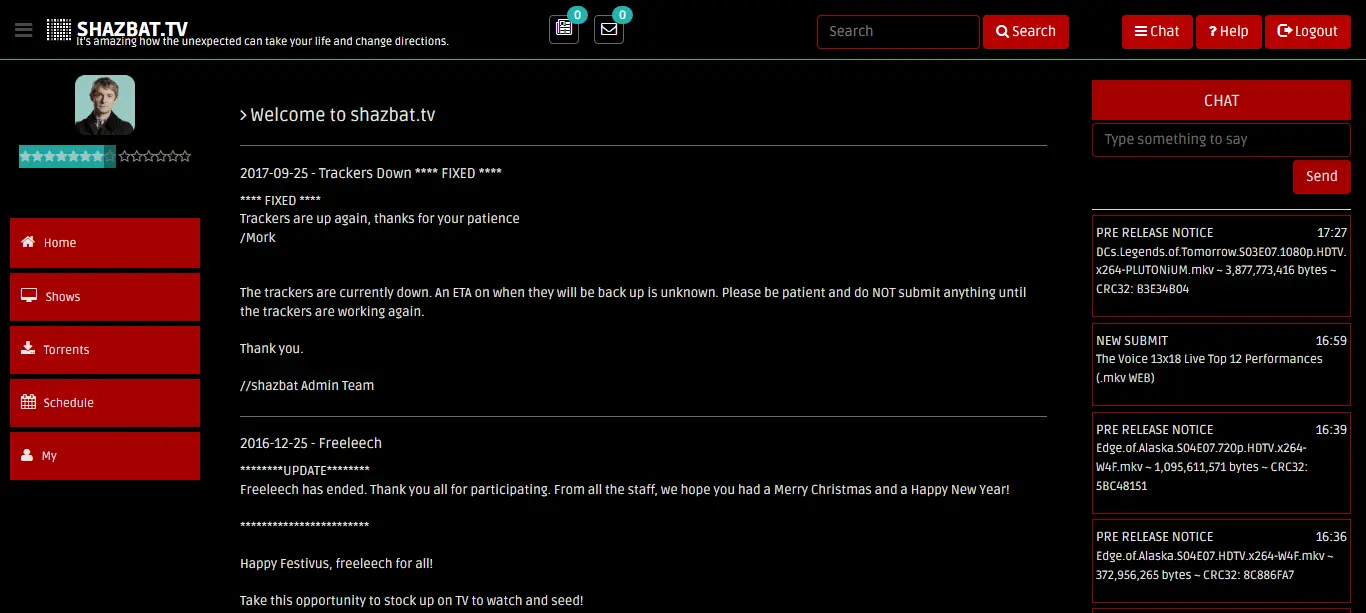 SHAZBAT.TV
It's amazing how the unexpected can take your life and change directions.
0
0
Search
Search
Chat
? Help
Logout
Home
Shows
Torrents
Schedule
My
> Welcome to shazbat.tv
2017-09-25 - Trackers Down **** FIXED ****
**** FIXED ****
Trackers are up again, thanks for your patience
/Mork
The trackers are currently down. An ETA on when they will be back up is unknown. Please be patient and do NOT submit anything until
the trackers are working again.
Thank you.
//shazbat Admin Team
2016-12-25 - Freeleech
********UPDATE********
Freeleech has ended. Thank you all for participating. From all the staff, we hope you had a Merry Christmas and a Happy New Year!
************************
Happy Festivus, freeleech for all!
Take this opportunity to stock up on TV to watch and seed!
CHAT
Type something to say
Send
PRE RELEASE NOTICE 17:27
DCs.Legends.of.Tomorrow.S03E07.1080p.HDTV.
x264-PLUTONiUM.mkv ~ 3,877,773,416 bytes ~
CRC32: B3E34B04
NEW SUBMIT 16:59
The Voice 13x18 Live Top 12 Performances
(.mkv WEB)
PRE RELEASE NOTICE 16:39
Edge.of.Alaska.S04E07.720p.HDTV.x264-
W4F.mkv ~ 1,095,611,571 bytes ~ CRC32:
5BC48151
PRE RELEASE NOTICE 16:36
Edge.of.Alaska.S04E07.HDTV.x264-W4F.mkv ~
372,956,265 bytes ~ CRC32: 8C886FA7